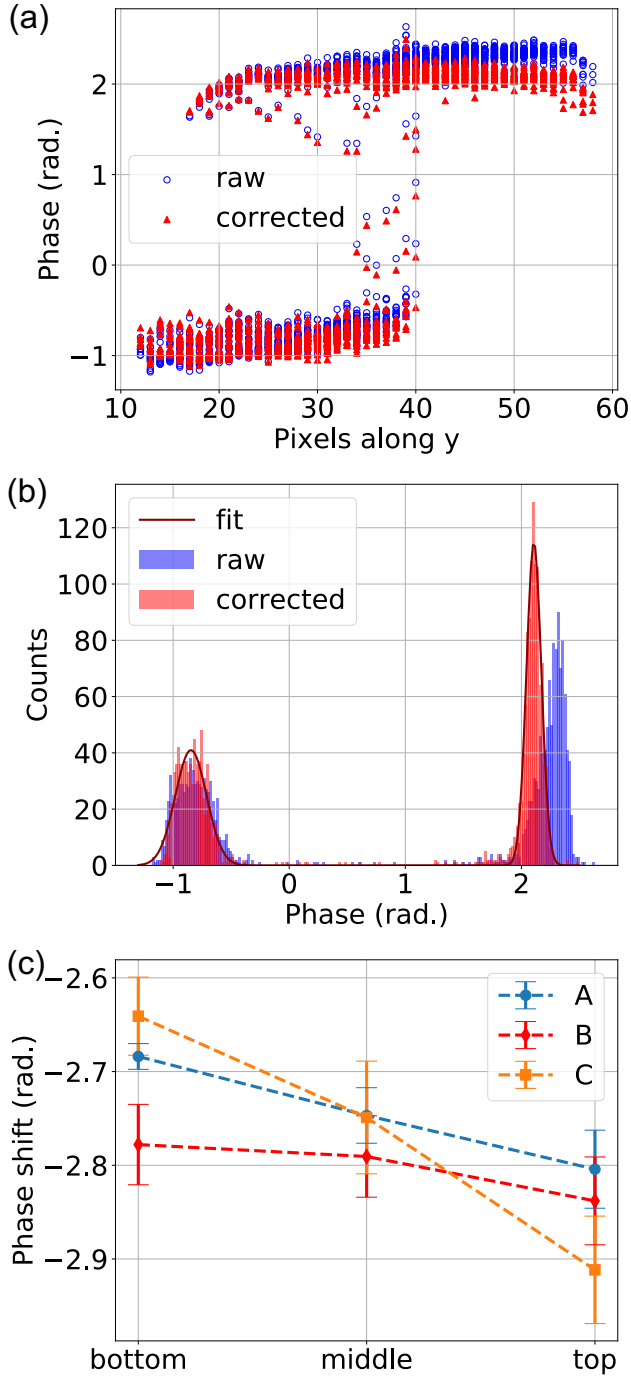 (a)
2
1
0
−1
Phase (rad.)
raw
corrected
10 20 30 40 50 60
Pixels along y
(b)
120
100
80
60
40
20
0
Counts
fit
raw
corrected
−1 0 1 2
Phase (rad.)
(c)
−2.6
−2.7
−2.8
−2.9
Phase shift (rad.)
A
B
C
bottom middle top